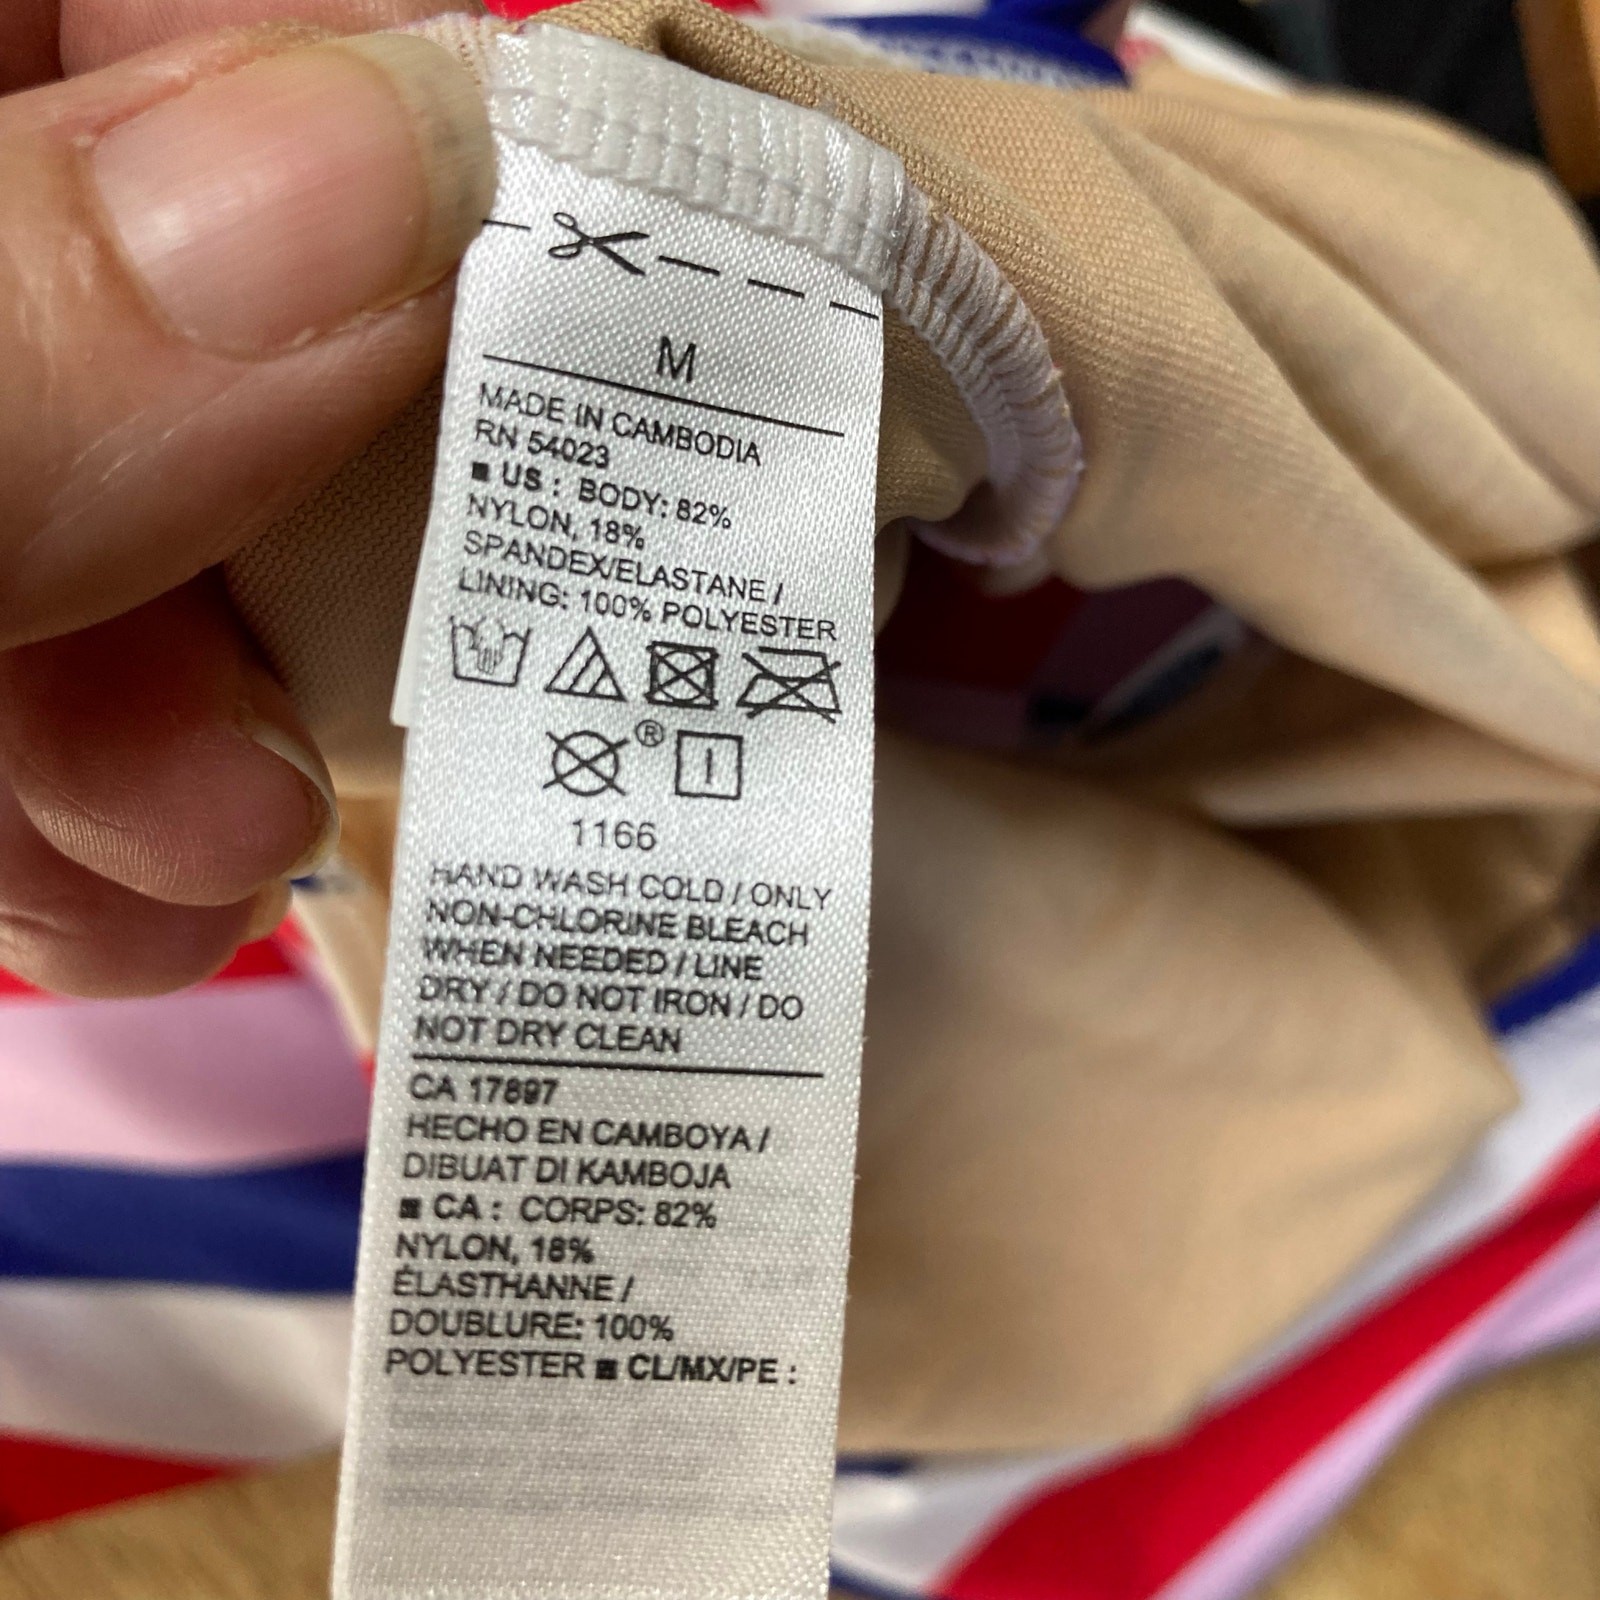 M
MADE IN CAMBODIA
RN 54023
■ US : BODY: 82%
NYLON, 18%
SPANDEX/ELASTANE /
LINING: 100% POLYESTER
®
1166
HAND WASH COLD / ONLY
NON-CHLORINE BLEACH
WHEN NEEDED / LINE
DRY / DO NOT IRON / DO
NOT DRY CLEAN
CA 17897
HECHO EN CAMBOYA /
DIBUAT DI KAMBOJA
■ CA : CORPS: 82%
NYLON, 18%
ÉLASTHANNE /
DOUBLURE: 100%
POLYESTER ■ CL/MX/PE :